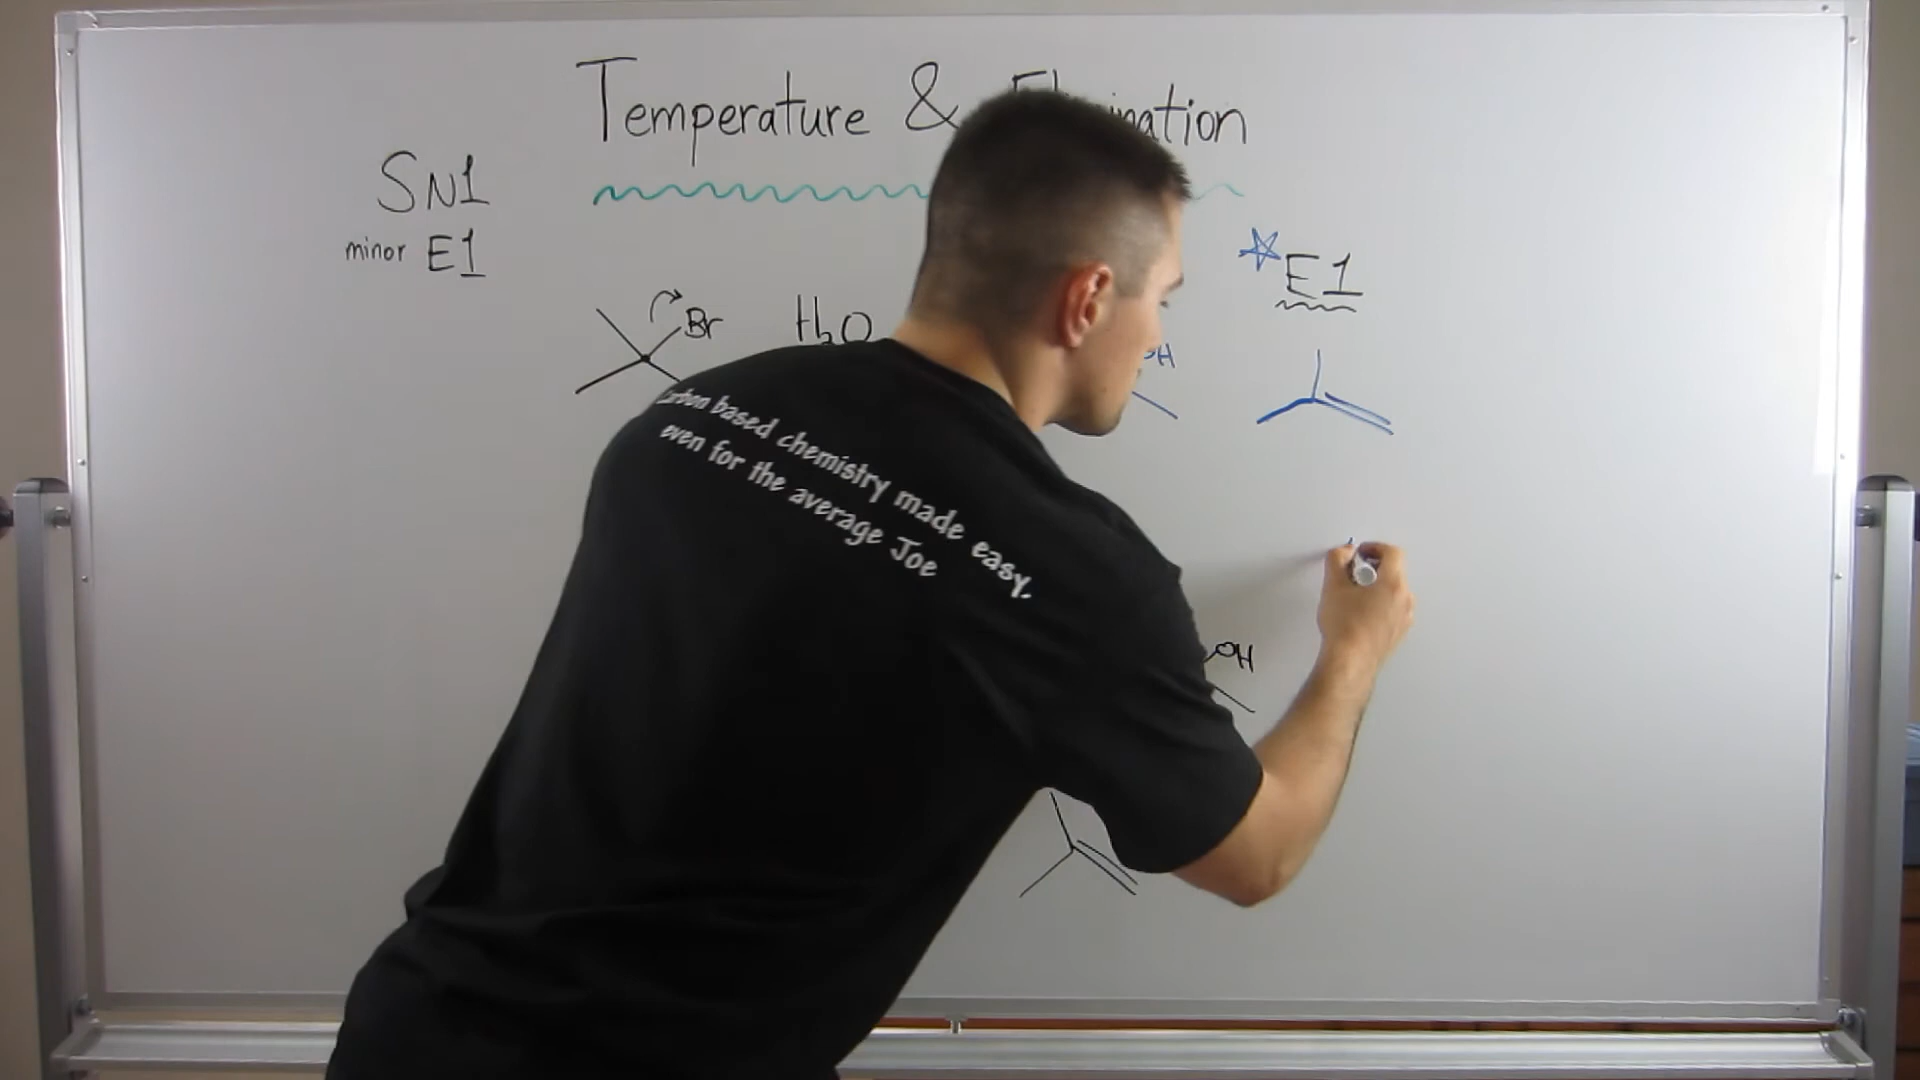 Temperature & Elimination
SN1
minor E1
E1
Br
H2O
OH
Carbon based chemistry made easy,
even for the average Joe
OH